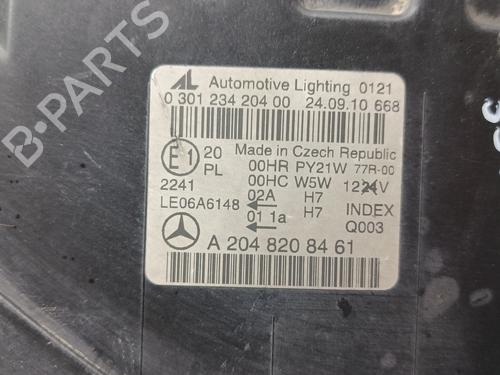 B-PARTS
AL Automotive Lighting 0121
0 301 234 204 00 24.09.10 668
Made in Czech Republic
E1 20 00HR PY21W 77R-00
PL 00HC W5W 1224V
2241 02A H7
LE06A6148 01 1a H7 INDEX
Q003
A 204 820 84 61